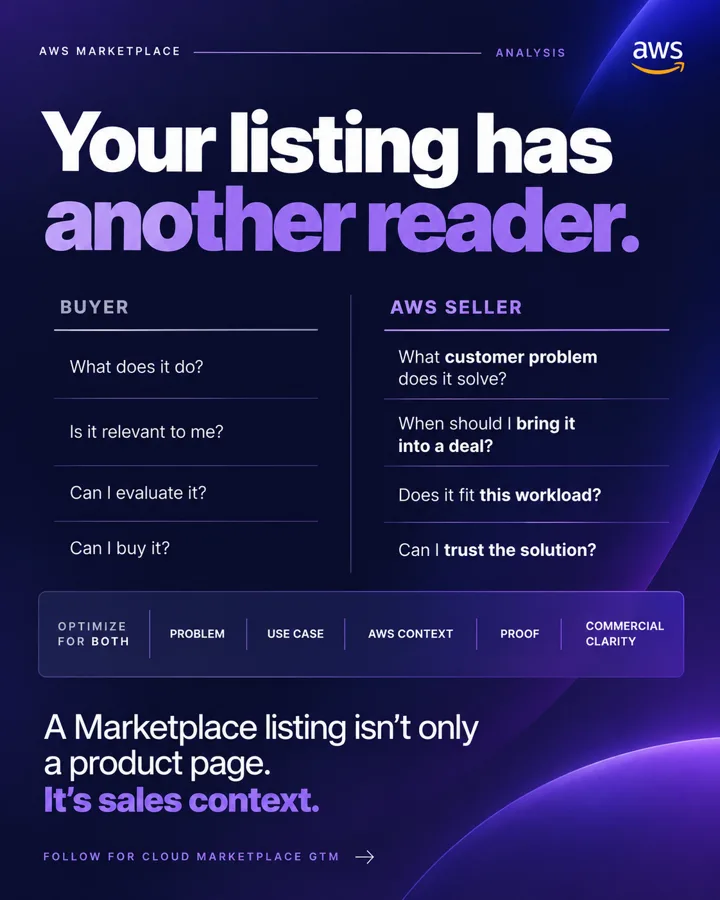 AWS MARKETPLACE
ANALYSIS
aws
Your listing has
another reader.
BUYER
What does it do?
Is it relevant to me?
Can I evaluate it?
Can I buy it?
AWS SELLER
What customer problem
does it solve?
When should I bring it
into a deal?
Does it fit this workload?
Can I trust the solution?
OPTIMIZE
FOR BOTH
PROBLEM
USE CASE
AWS CONTEXT
PROOF
COMMERCIAL
CLARITY
A Marketplace listing isn't only
a product page.
It's sales context.
FOLLOW FOR CLOUD MARKETPLACE GTM →